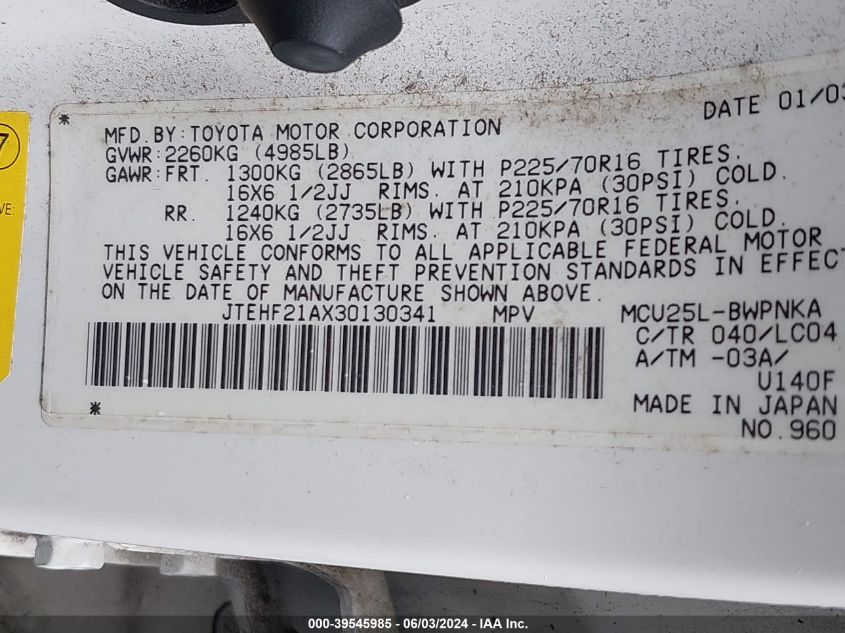 7
VE:
* DATE 01/03
MFD.BY:TOYOTA MOTOR CORPORATION
GVWR:2260KG (4985LB)
GAWR:FRT. 1300KG (2865LB) WITH P225/70R16 TIRES.
16X6 1/2JJ RIMS. AT 210KPA (30PSI) COLD.
RR. 1240KG (2735LB) WITH P225/70R16 TIRES.
16X6 1/2JJ RIMS. AT 210KPA (30PSI) COLD.
THIS VEHICLE CONFORMS TO ALL APPLICABLE FEDERAL MOTOR
VEHICLE SAFETY AND THEFT PREVENTION STANDARDS IN EFFECT
ON THE DATE OF MANUFACTURE SHOWN ABOVE.
JTEHF21AX30130341 MPV MCU25L-BWPNKA
C/TR 040/LC04
A/TM -03A/
U140F
* MADE IN JAPAN
NO.960
000-39545985 - 06/03/2024 - IAA Inc.